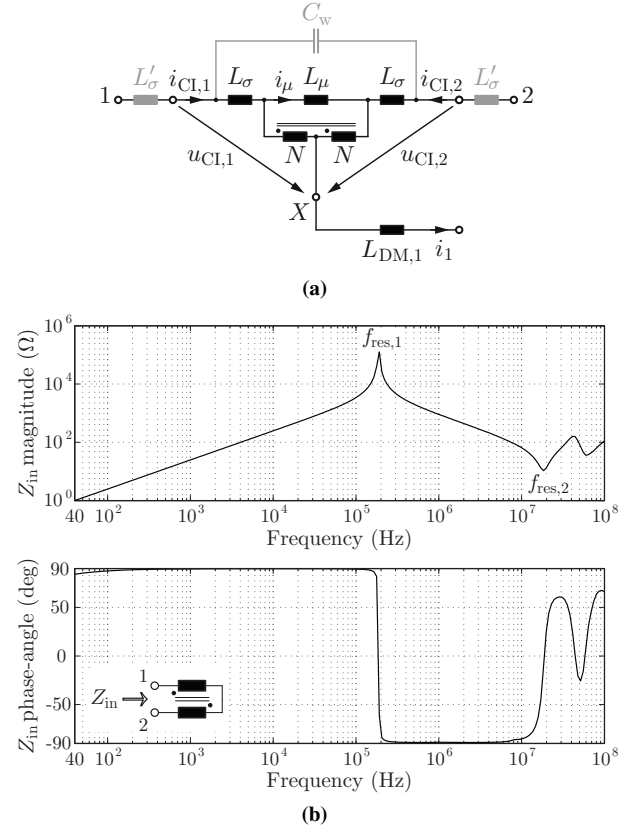 C_w
1 L'_σ i_CI,1 L_σ i_μ L_μ L_σ i_CI,2 L'_σ 2
N N
u_CI,1 u_CI,2
X
L_DM,1 i_1
(a)
Z_in magnitude (Ω)
10^6
10^4
10^2
10^0
f_res,1
f_res,2
40 10^2 10^3 10^4 10^5 10^6 10^7 10^8
Frequency (Hz)
Z_in phase-angle (deg)
90
50
0
-50
-90
1
Z_in
2
40 10^2 10^3 10^4 10^5 10^6 10^7 10^8
Frequency (Hz)
(b)